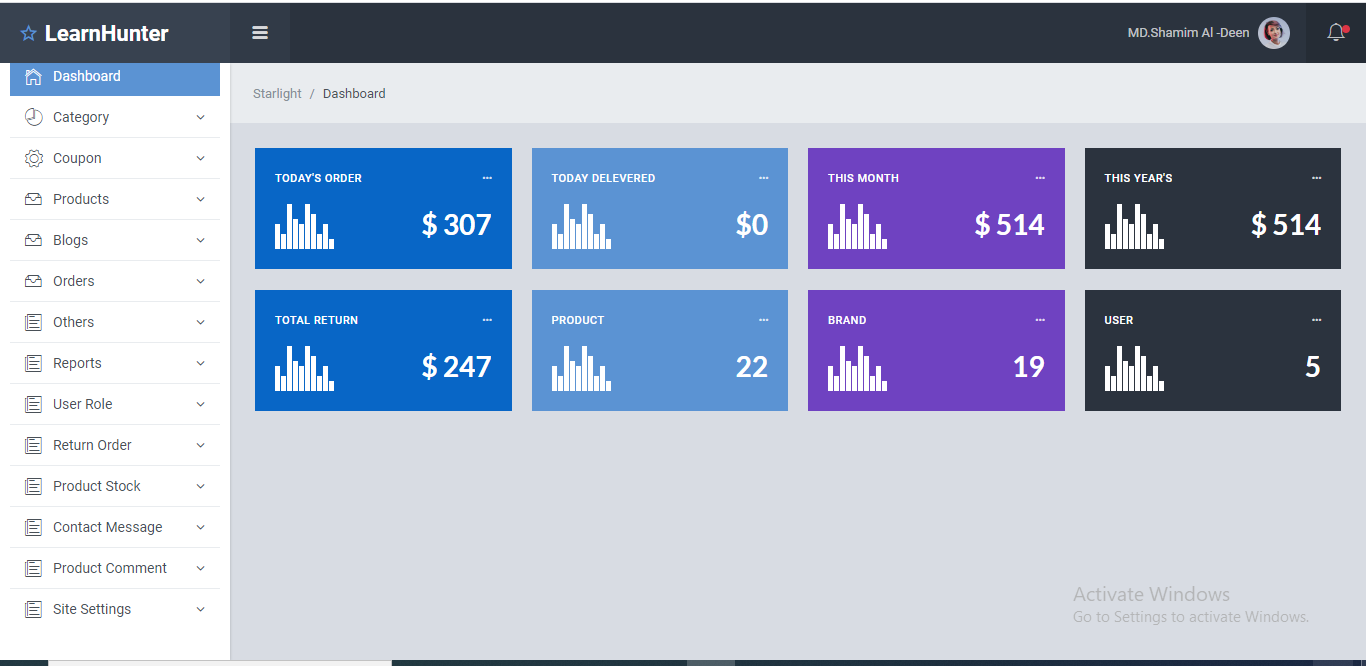 LearnHunter
MD.Shamim Al -Deen
Dashboard
Category
Coupon
Products
Blogs
Orders
Others
Reports
User Role
Return Order
Product Stock
Contact Message
Product Comment
Site Settings
Starlight / Dashboard
TODAY'S ORDER
$ 307
TODAY DELEVERED
$0
THIS MONTH
$ 514
THIS YEAR'S
$ 514
TOTAL RETURN
$ 247
PRODUCT
22
BRAND
19
USER
5
Activate Windows
Go to Settings to activate Windows.